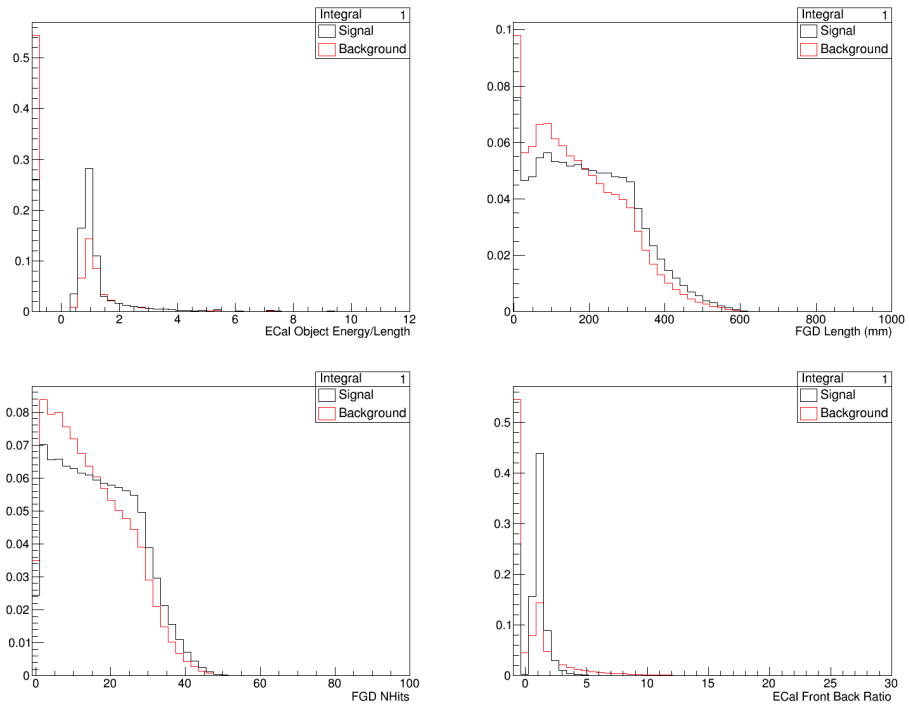 Integral 1
Signal
Background
0.5
0.4
0.3
0.2
0.1
0
0 2 4 6 8 10 12
ECal Object Energy/Length
Integral 1
Signal
Background
0.1
0.08
0.06
0.04
0.02
0
0 200 400 600 800 1000
FGD Length (mm)
Integral 1
Signal
Background
0.08
0.07
0.06
0.05
0.04
0.03
0.02
0.01
0
0 20 40 60 80 100
FGD NHits
Integral 1
Signal
Background
0.5
0.4
0.3
0.2
0.1
0
0 5 10 15 20 25 30
ECal Front Back Ratio